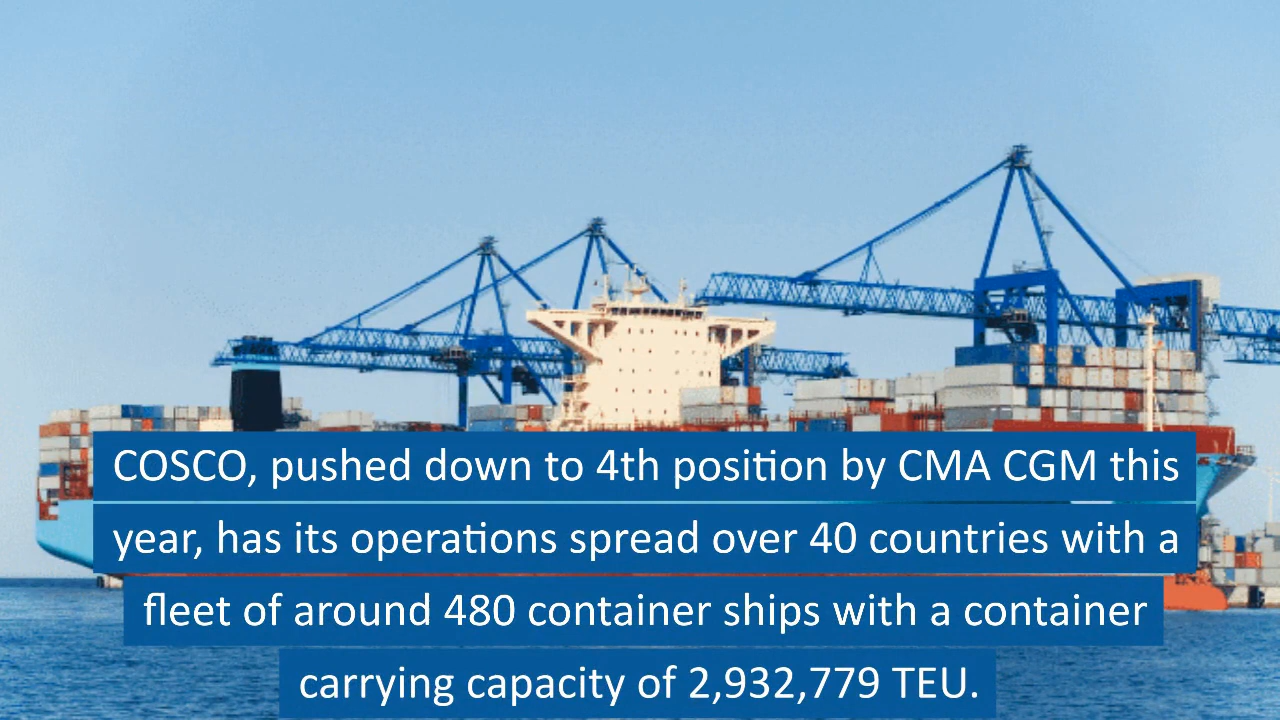 COSCO, pushed down to 4th position by CMA CGM this
year, has its operations spread over 40 countries with a
fleet of around 480 container ships with a container
carrying capacity of 2,932,779 TEU.